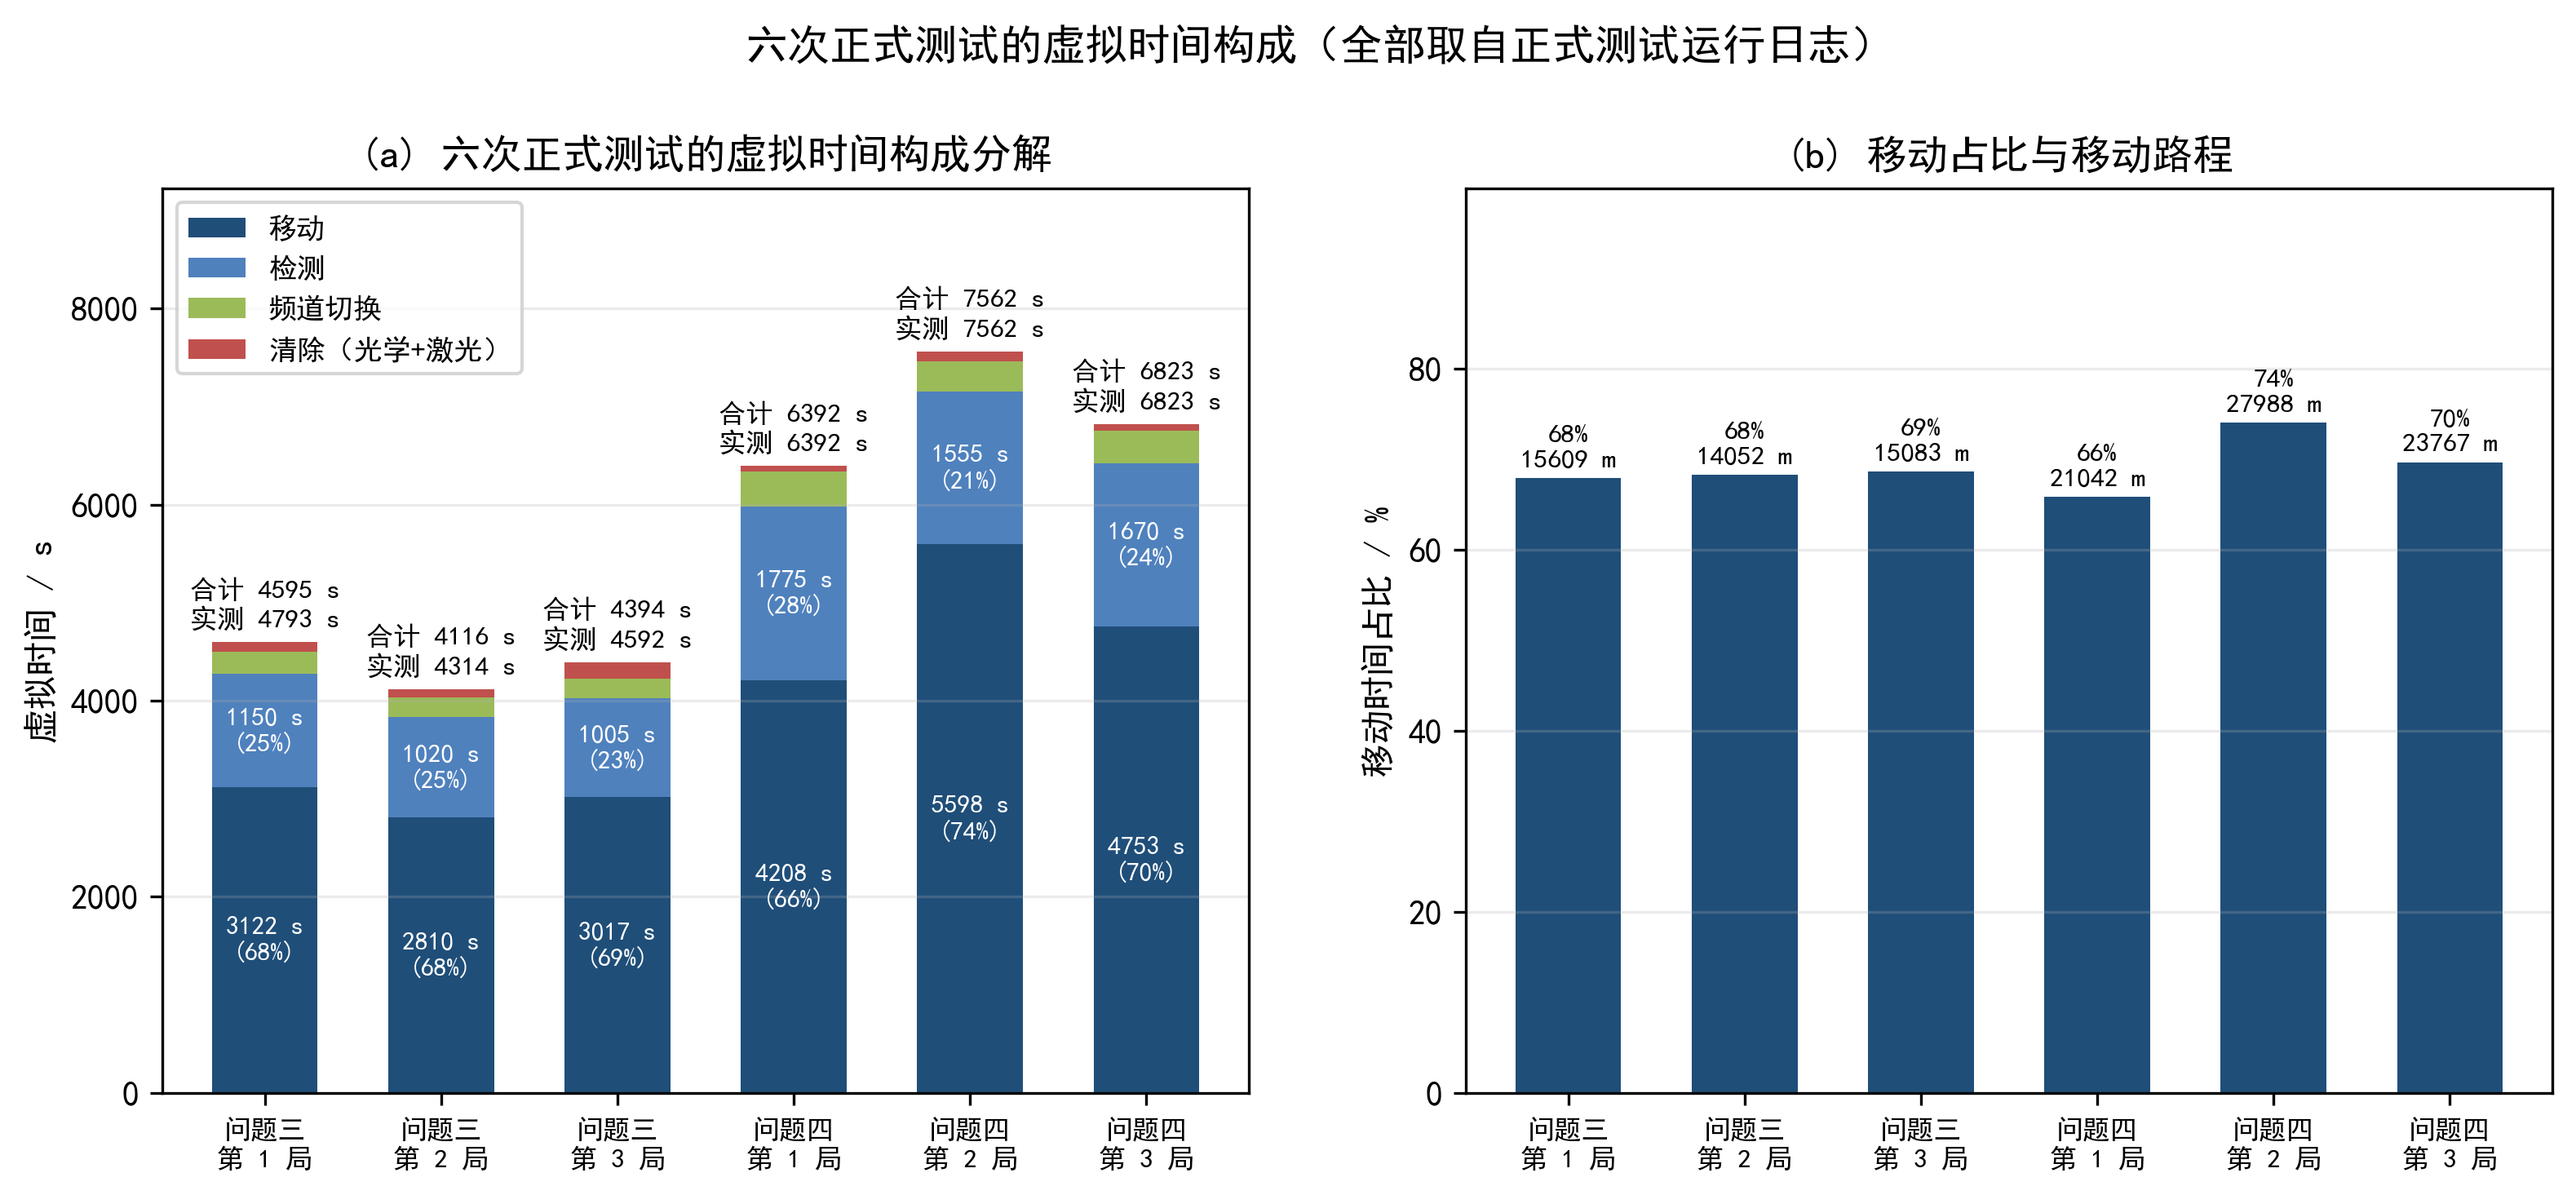 六次正式测试的虚拟时间构成（全部取自正式测试运行日志）
(a) 六次正式测试的虚拟时间构成分解
移动
检测
频道切换
清除（光学+激光）
虚拟时间 / s
8000
6000
4000
2000
0
合计 4595 s
实测 4793 s
1150 s
(25%)
3122 s
(68%)
合计 4116 s
实测 4314 s
1020 s
(25%)
2810 s
(68%)
合计 4394 s
实测 4592 s
1005 s
(23%)
3017 s
(69%)
合计 6392 s
实测 6392 s
1775 s
(28%)
4208 s
(66%)
合计 7562 s
实测 7562 s
1555 s
(21%)
5598 s
(74%)
合计 6823 s
实测 6823 s
1670 s
(24%)
4753 s
(70%)
问题三
第 1 局
问题三
第 2 局
问题三
第 3 局
问题四
第 1 局
问题四
第 2 局
问题四
第 3 局
(b) 移动占比与移动路程
移动时间占比 / %
80
60
40
20
0
68%
15609 m
68%
14052 m
69%
15083 m
66%
21042 m
74%
27988 m
70%
23767 m
问题三
第 1 局
问题三
第 2 局
问题三
第 3 局
问题四
第 1 局
问题四
第 2 局
问题四
第 3 局